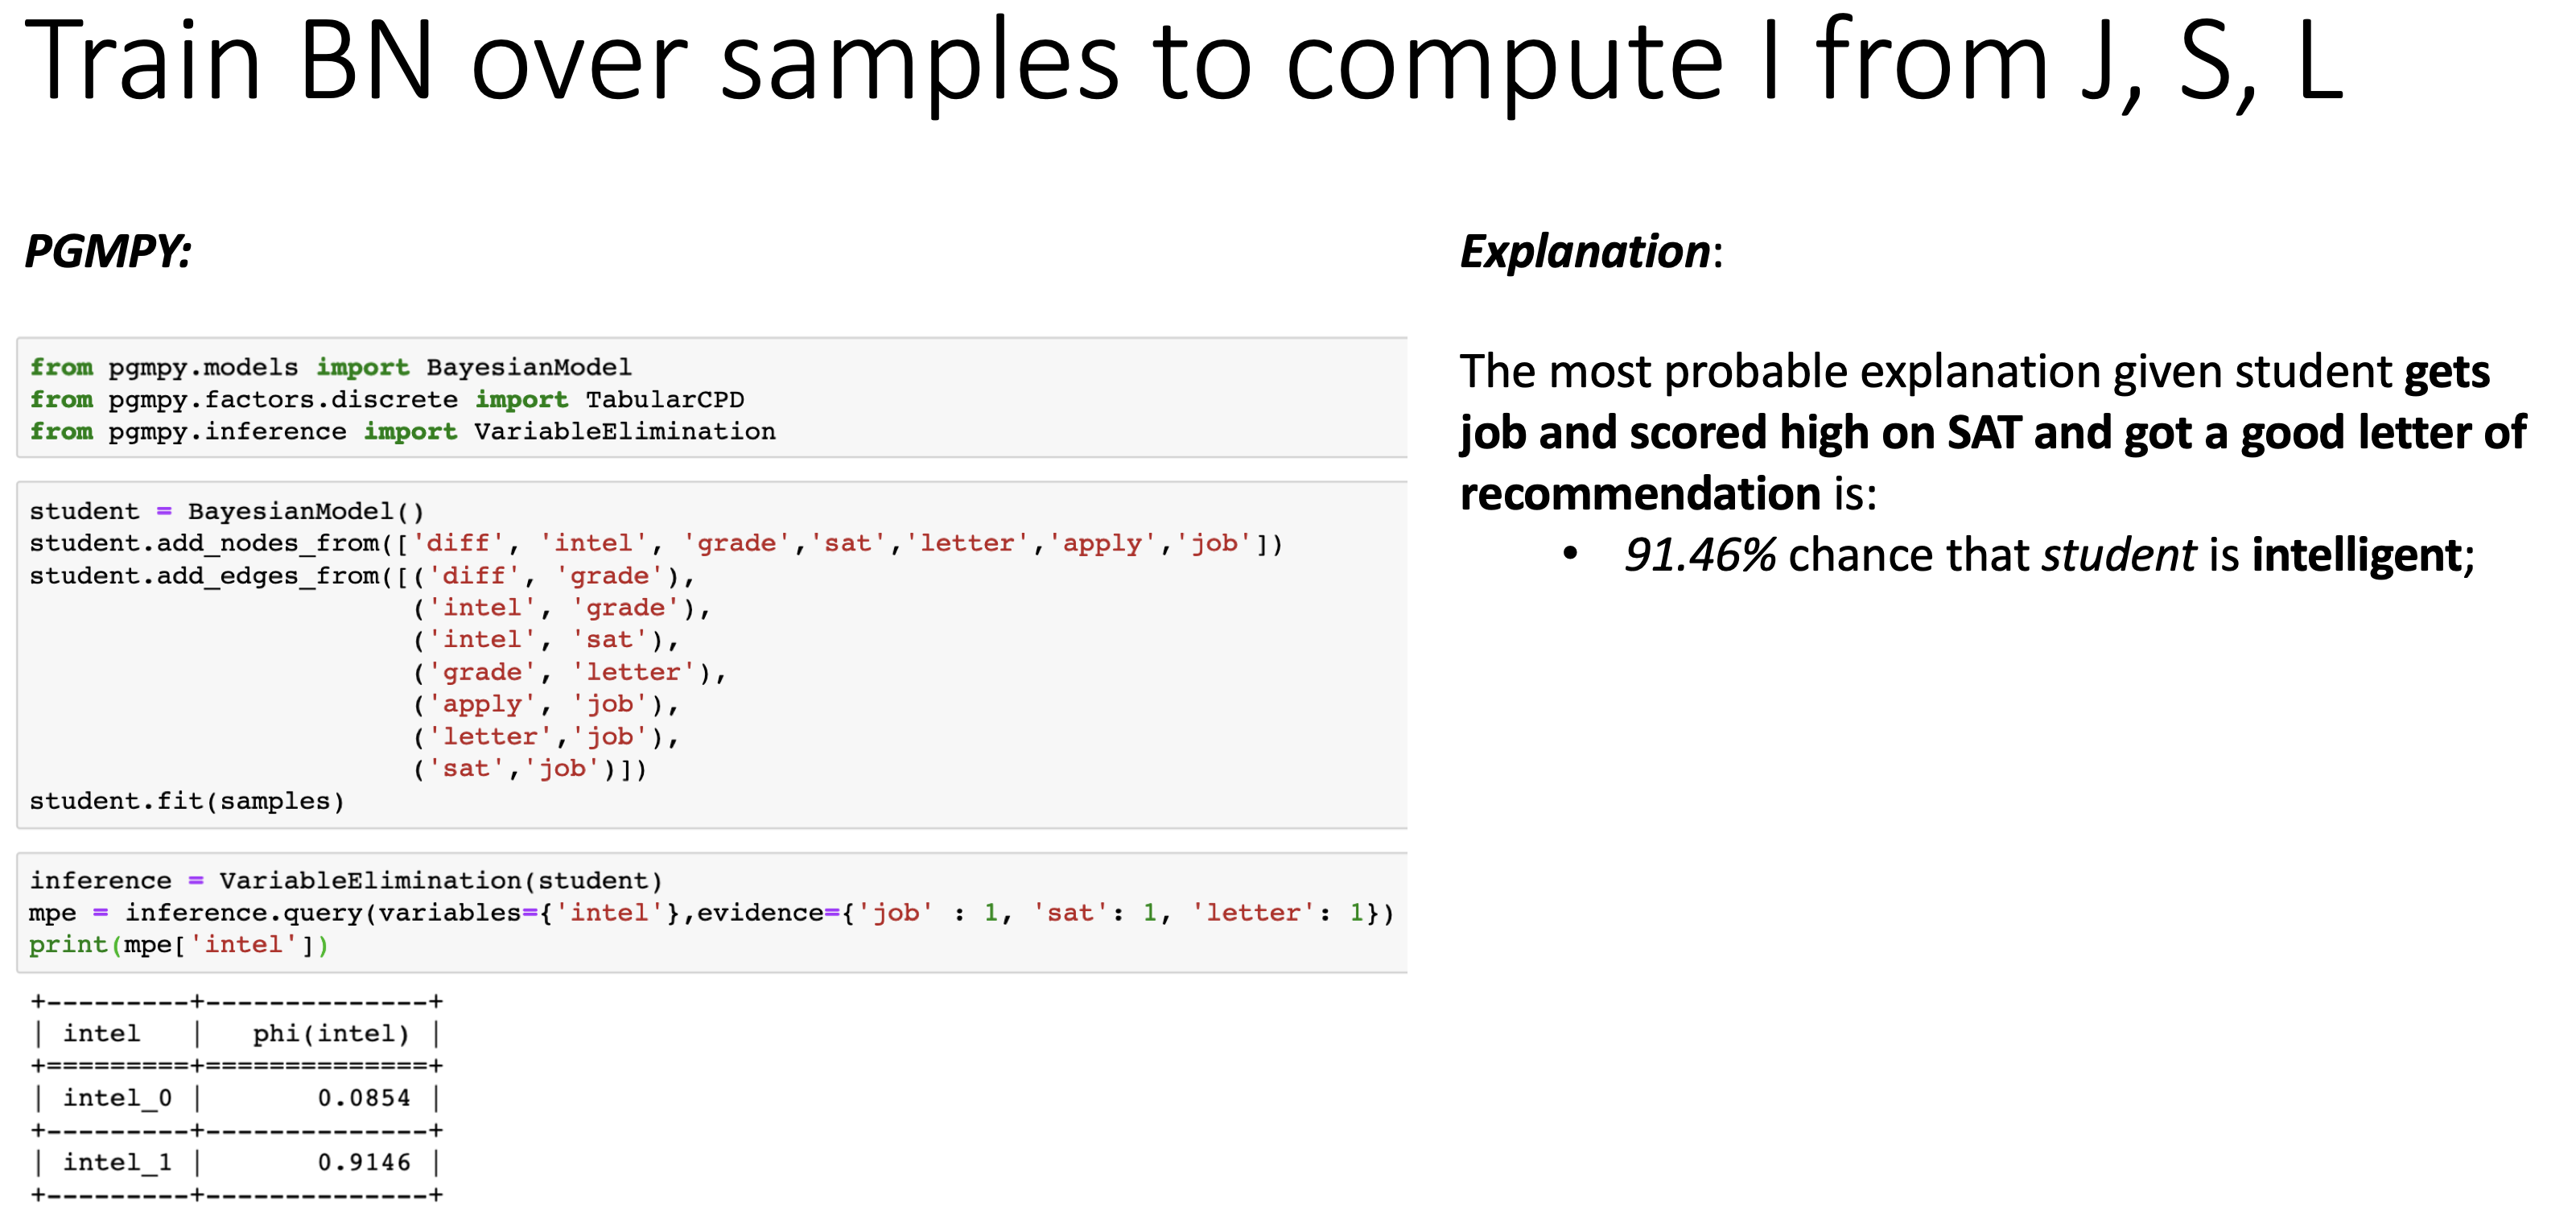 Train BN over samples to compute I from J, S, L
PGMPY:
from pgmpy.models import BayesianModel
from pgmpy.factors.discrete import TabularCPD
from pgmpy.inference import VariableElimination
student = BayesianModel()
student.add_nodes_from(['diff', 'intel', 'grade','sat','letter','apply','job'])
student.add_edges_from([('diff', 'grade'),
('intel', 'grade'),
('intel', 'sat'),
('grade', 'letter'),
('apply', 'job'),
('letter','job'),
('sat','job')])
student.fit(samples)
inference = VariableElimination(student)
mpe = inference.query(variables={'intel'},evidence={'job' : 1, 'sat': 1, 'letter': 1})
print(mpe['intel'])
+---------+--------------+
| intel   |   phi(intel) |
+=========+==============+
| intel_0 |       0.0854 |
+---------+--------------+
| intel_1 |       0.9146 |
+---------+--------------+
Explanation:
The most probable explanation given student gets
job and scored high on SAT and got a good letter of
recommendation is:
• 91.46% chance that student is intelligent;